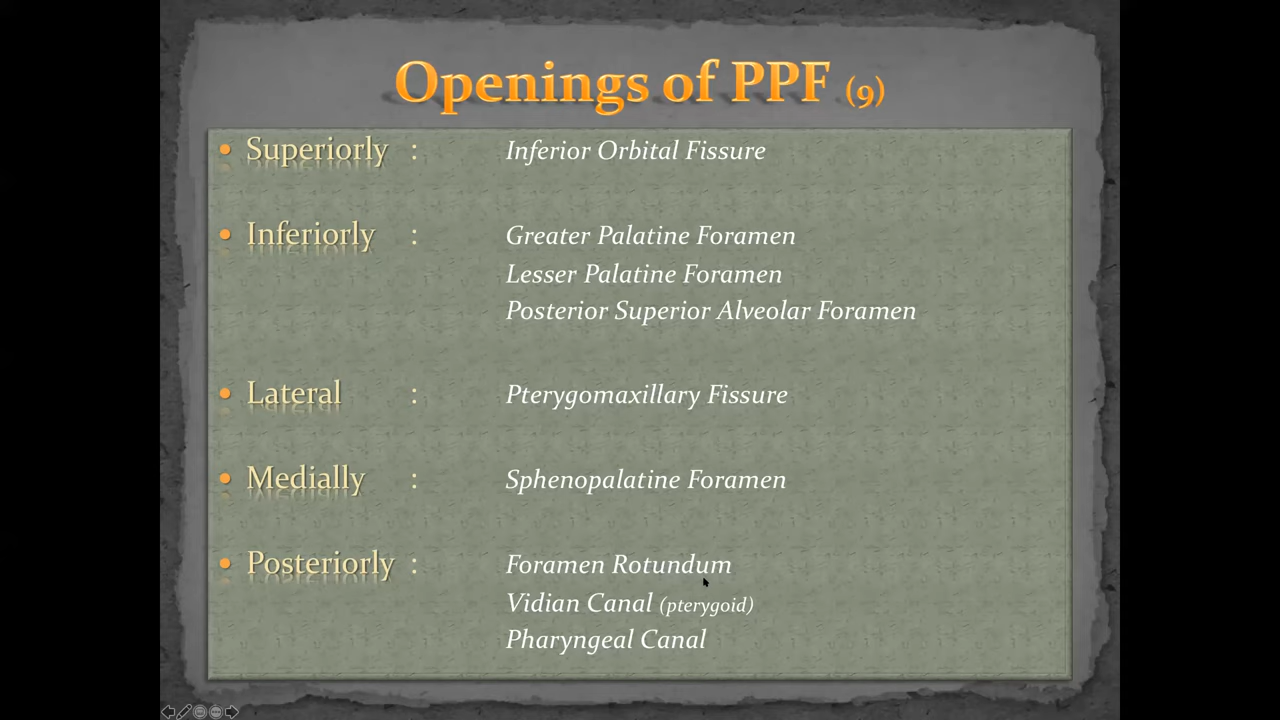 Openings of PPF (9)
• Superiorly : Inferior Orbital Fissure
• Inferiorly : Greater Palatine Foramen
Lesser Palatine Foramen
Posterior Superior Alveolar Foramen
• Lateral : Pterygomaxillary Fissure
• Medially : Sphenopalatine Foramen
• Posteriorly : Foramen Rotundum
Vidian Canal (pterygoid)
Pharyngeal Canal